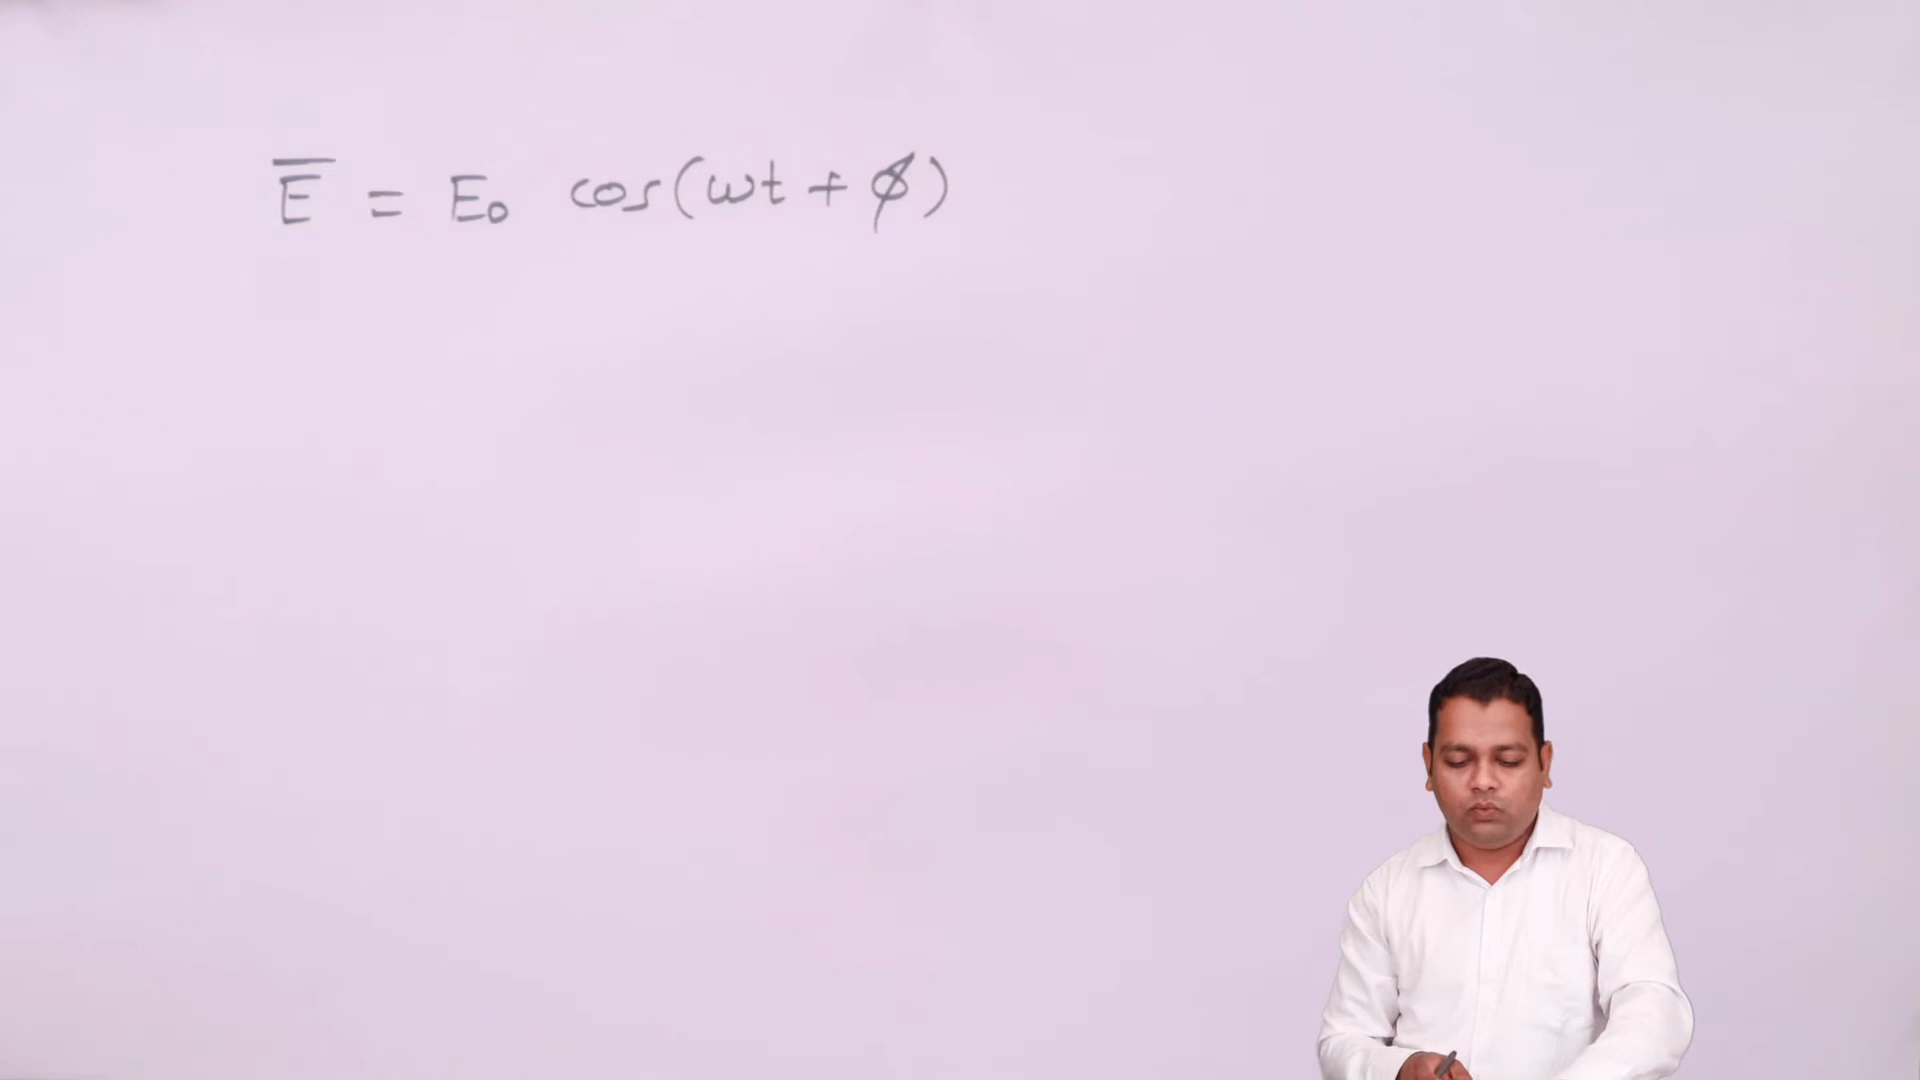 E̅ = E₀ cos(ωt + ϕ)